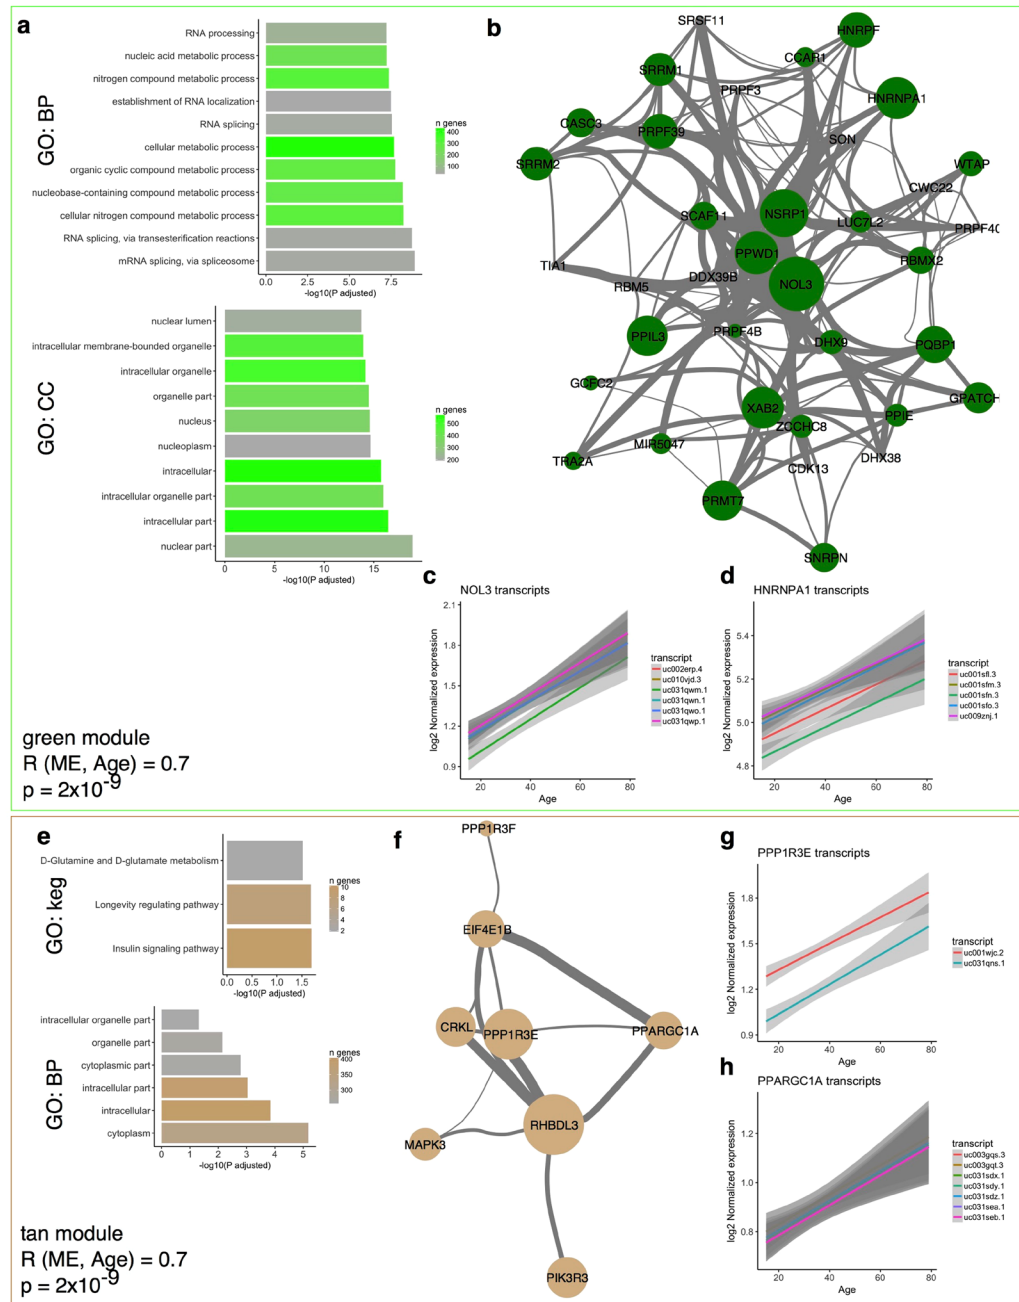 a
GO: BP
RNA processing
nucleic acid metabolic process
nitrogen compound metabolic process
establishment of RNA localization
RNA splicing
cellular metabolic process
organic cyclic compound metabolic process
nucleobase-containing compound metabolic process
cellular nitrogen compound metabolic process
RNA splicing, via transesterification reactions
mRNA splicing, via spliceosome
0.0 2.5 5.0 7.5
-log10(P adjusted)
n genes
400
300
200
100
GO: CC
nuclear lumen
intracellular membrane-bounded organelle
intracellular organelle
organelle part
nucleus
nucleoplasm
intracellular
intracellular organelle part
intracellular part
nuclear part
0 5 10 15
-log10(P adjusted)
n genes
500
400
300
200
b
SRSF11
HNRPF
CCAR1
SRRM1
PRPF3
HNRNPA1
CASC3
PRPF39
SON
SRRM2
WTAP
CWC22
SCAF11
NSRP1
LUC7L2
PRPF40
PPWD1
RBMX2
TIA1
DDX39B
RBM5
NOL3
PPIL3
PRPF4B
DHX9
PQBP1
GCFC2
GPATCH
XAB2
PPIE
ZCCHC8
MIR5047
TRA2A
DHX38
CDK13
PRMT7
SNRPN
c
NOL3 transcripts
log2 Normalized expression
2.1
1.8
1.5
1.2
0.9
20 40 60 80
Age
transcript
uc002erp.4
uc010vjd.3
uc031qwm.1
uc031qwn.1
uc031qwo.1
uc031qwp.1
d
HNRNPA1 transcripts
log2 Normalized expression
5.4
5.2
5.0
4.8
20 40 60 80
Age
transcript
uc001sfl.3
uc001sfm.3
uc001sfn.3
uc001sfo.3
uc009znj.1
green module
R (ME, Age) = 0.7
p = 2x10-9
e
GO: keg
D-Glutamine and D-glutamate metabolism
Longevity regulating pathway
Insulin signaling pathway
0.0 0.5 1.0 1.5
-log10(P adjusted)
n genes
10
8
6
4
2
GO: BP
intracellular organelle part
organelle part
cytoplasmic part
intracellular part
intracellular
cytoplasm
0 1 2 3 4 5
-log10(P adjusted)
n genes
400
350
300
f
PPP1R3F
EIF4E1B
CRKL
PPP1R3E
PPARGC1A
RHBDL3
MAPK3
PIK3R3
g
PPP1R3E transcripts
log2 Normalized expression
1.8
1.5
1.2
0.9
20 40 60 80
Age
transcript
uc001wjc.2
uc031qns.1
h
PPARGC1A transcripts
log2 Normalized expression
1.2
1.0
0.8
20 40 60 80
Age
transcript
uc003gqs.3
uc003gqt.3
uc031sdx.1
uc031sdy.1
uc031sdz.1
uc031sea.1
uc031seb.1
tan module
R (ME, Age) = 0.7
p = 2x10-9